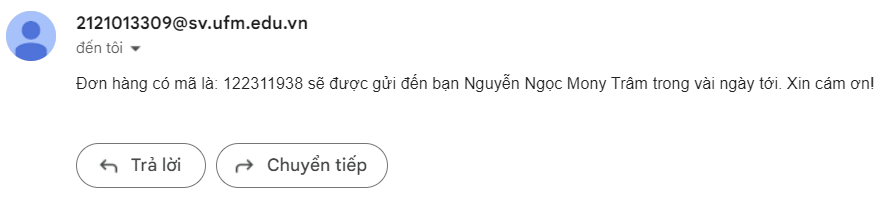 2121013309@sv.ufm.edu.vn
đến tôi
Đơn hàng có mã là: 122311938 sẽ được gửi đến bạn Nguyễn Ngọc Mony Trâm trong vài ngày tới. Xin cám ơn!
Trả lời
Chuyển tiếp